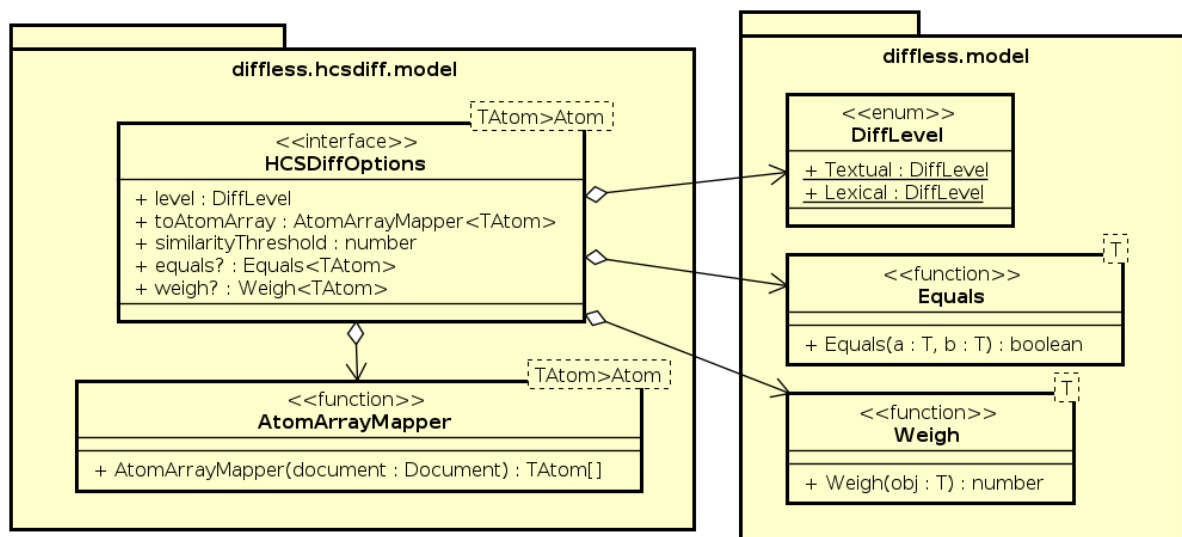 diffless.hcsdiff.model
TAtom>Atom
<<interface>>
HCSDiffOptions
+ level : DiffLevel
+ toAtomArray : AtomArrayMapper<TAtom>
+ similarityThreshold : number
+ equals? : Equals<TAtom>
+ weigh? : Weigh<TAtom>
TAtom>Atom
<<function>>
AtomArrayMapper
+ AtomArrayMapper(document : Document) : TAtom[]
diffless.model
<<enum>>
DiffLevel
+ Textual : DiffLevel
+ Lexical : DiffLevel
T
<<function>>
Equals
+ Equals(a : T, b : T) : boolean
T
<<function>>
Weigh
+ Weigh(obj : T) : number